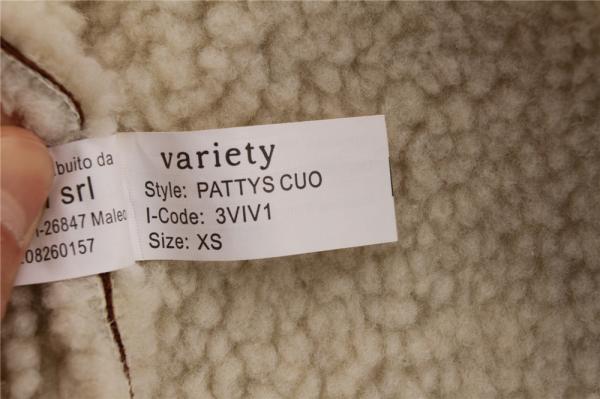 buito da
srl
-26847 Maleo
08260157
variety
Style: PATTYS CUO
I-Code: 3VIV1
Size: XS